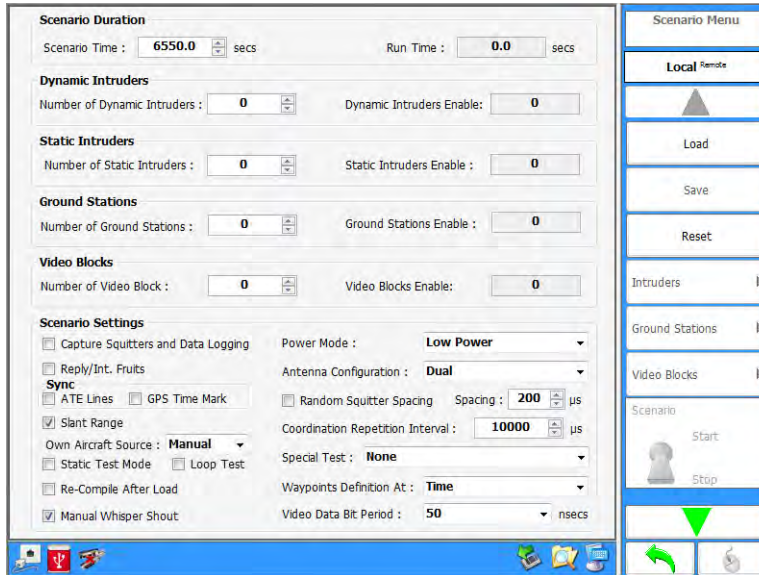 Scenario Duration
Scenario Time : 6550.0 secs Run Time : 0.0 secs
Dynamic Intruders
Number of Dynamic Intruders : 0 Dynamic Intruders Enable: 0
Static Intruders
Number of Static Intruders : 0 Static Intruders Enable : 0
Ground Stations
Number of Ground Stations : 0 Ground Stations Enable : 0
Video Blocks
Number of Video Block : 0 Video Blocks Enable: 0
Scenario Settings
Capture Squitters and Data Logging Power Mode : Low Power
Reply/Int. Fruits Antenna Configuration : Dual
Sync
ATE Lines GPS Time Mark Random Squitter Spacing Spacing : 200 µs
Slant Range Coordination Repetition Interval : 10000 µs
Own Aircraft Source : Manual
Static Test Mode Loop Test Special Test : None
Re-Compile After Load Waypoints Definition At : Time
Manual Whisper Shout Video Data Bit Period : 50 nsecs
Scenario Menu
Local Remote
Load
Save
Reset
Intruders
Ground Stations
Video Blocks
Scenario
Start
Stop